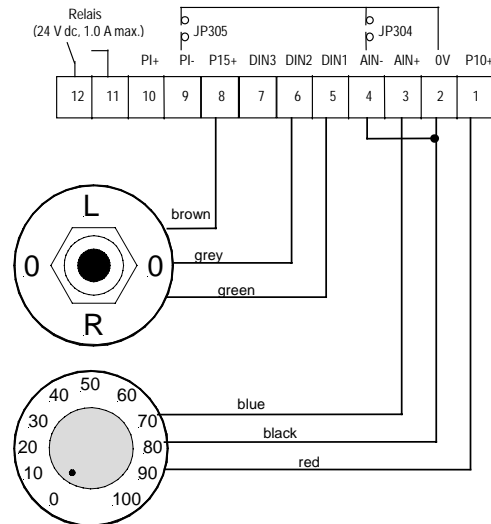 Relais
(24 V dc, 1.0 A max.)
JP305
JP304
PI+ PI- P15+ DIN3 DIN2 DIN1 AIN- AIN+ 0V P10+
12 11 10 9 8 7 6 5 4 3 2 1
L
brown
grey
0 0
green
R
50
40 60
30 70
20 80
10 90
0 100
blue
black
red